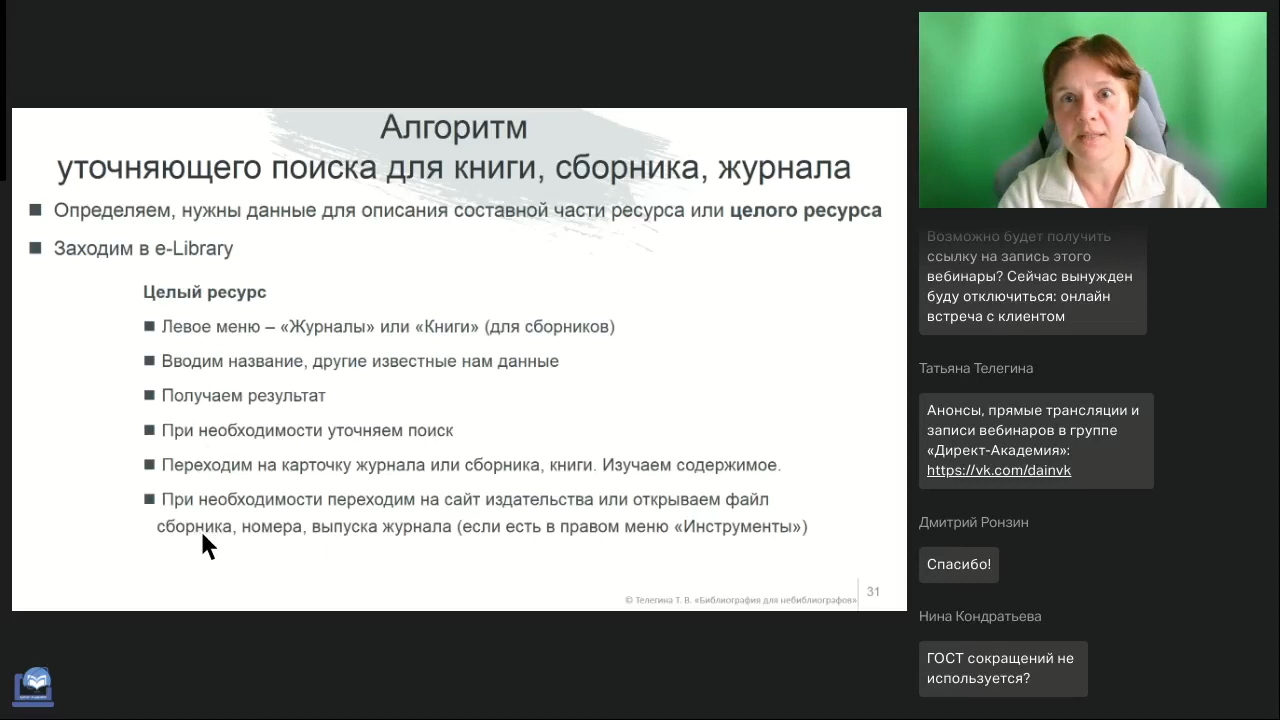 Алгоритм
уточняющего поиска для книги, сборника, журнала
■ Определяем, нужны данные для описания составной части ресурса или целого ресурса
■ Заходим в e-Library
Целый ресурс
■ Левое меню – «Журналы» или «Книги» (для сборников)
■ Вводим название, другие известные нам данные
■ Получаем результат
■ При необходимости уточняем поиск
■ Переходим на карточку журнала или сборника, книги. Изучаем содержимое.
■ При необходимости переходим на сайт издательства или открываем файл
сборника, номера, выпуска журнала (если есть в правом меню «Инструменты»)
© Телегина Т. В. «Библиография для небиблиографов»
31
Возможно будет получить
ссылку на запись этого
вебинары? Сейчас вынужден
буду отключиться: онлайн
встреча с клиентом
Татьяна Телегина
Анонсы, прямые трансляции и
записи вебинаров в группе
«Директ-Академия»:
https://vk.com/dainvk
Дмитрий Ронзин
Спасибо!
Нина Кондратьева
ГОСТ сокращений не
используется?